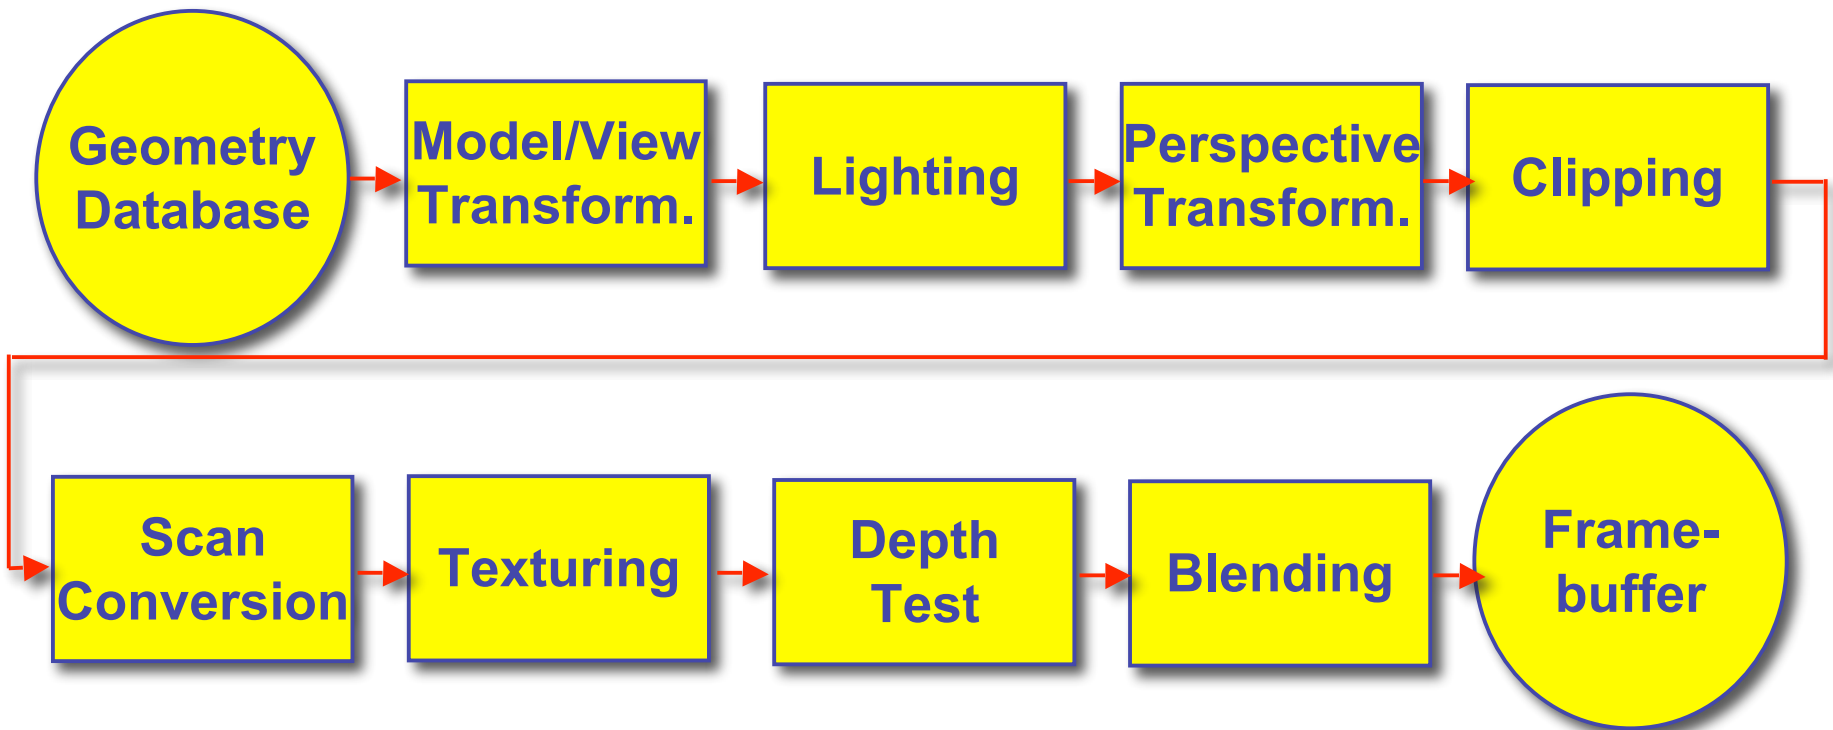 Geometry
Database
Model/View
Transform.
Lighting
Perspective
Transform.
Clipping
Scan
Conversion
Texturing
Depth
Test
Blending
Frame-
buffer